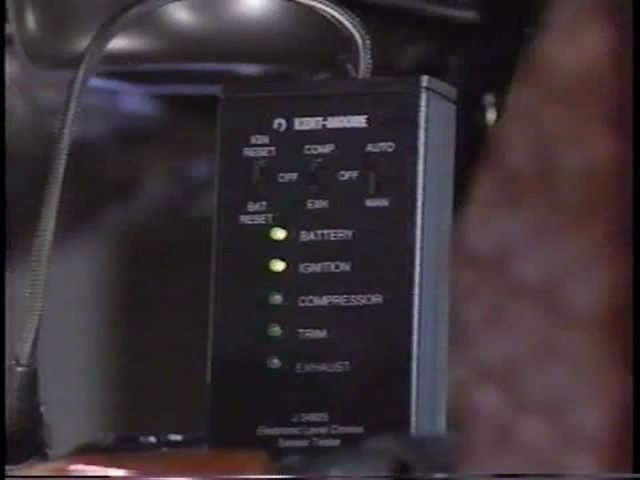 KENT-MOORE
IGN RESET COMP AUTO
OFF OFF
BAT RESET EXH MAN
BATTERY
IGNITION
COMPRESSOR
TRIM
EXHAUST
Electronic Level Control
Sensor Tester